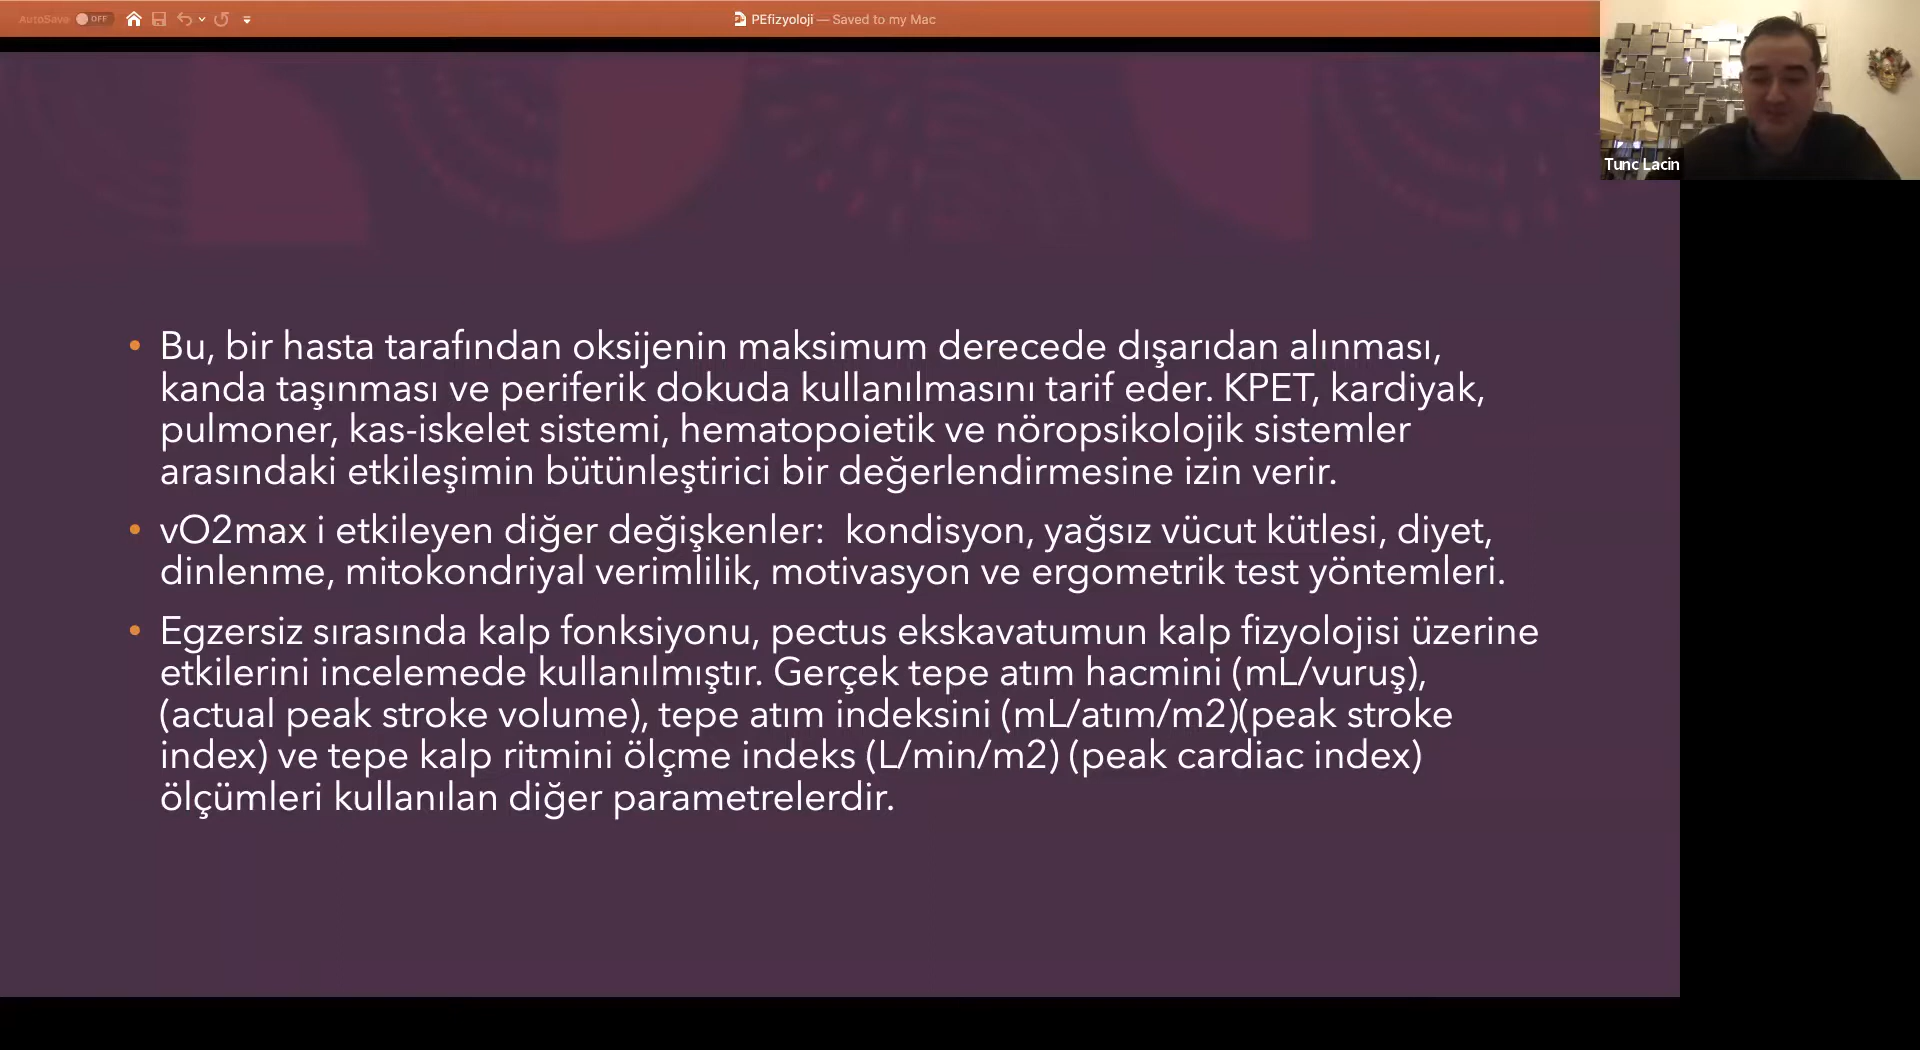 AutoSave OFF
PEfizyoloji — Saved to my Mac
Tunc Lacin
• Bu, bir hasta tarafından oksijenin maksimum derecede dışarıdan alınması,
kanda taşınması ve periferik dokuda kullanılmasını tarif eder. KPET, kardiyak,
pulmoner, kas-iskelet sistemi, hematopoietik ve nöropsikolojik sistemler
arasındaki etkileşimin bütünleştirici bir değerlendirmesine izin verir.
• vO2max i etkileyen diğer değişkenler:  kondisyon, yağsız vücut kütlesi, diyet,
dinlenme, mitokondriyal verimlilik, motivasyon ve ergometrik test yöntemleri.
• Egzersiz sırasında kalp fonksiyonu, pectus ekskavatumun kalp fizyolojisi üzerine
etkilerini incelemede kullanılmıştır. Gerçek tepe atım hacmini (mL/vuruş),
(actual peak stroke volume), tepe atım indeksini (mL/atım/m2)(peak stroke
index) ve tepe kalp ritmini ölçme indeks (L/min/m2) (peak cardiac index)
ölçümleri kullanılan diğer parametrelerdir.